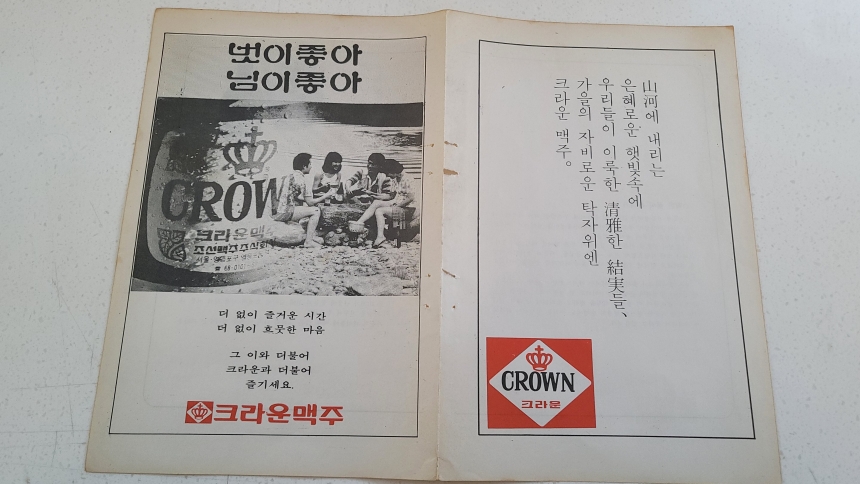 벗이좋아
님이좋아
CROWN
크라운맥주
조선맥주주식회
더 없이 즐거운 시간
더 없이 흐뭇한 마음
그 이와 더불어
크라운과 더불어
즐기세요.
크라운맥주
山河에 내리는
은혜로운 햇빛속에
우리들이 이룩한 清雅한 結実들、
가을의 자비로운 탁자위엔
크라운 맥주。
CROWN
크라운